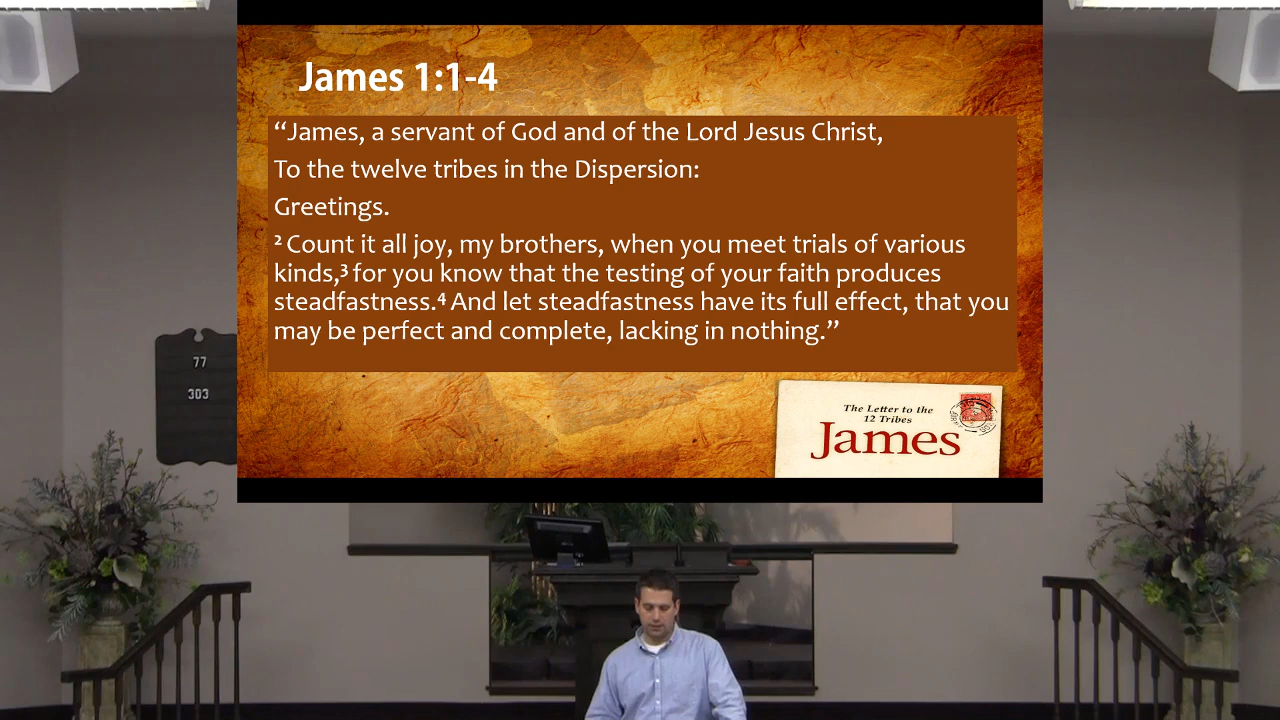 James 1:1-4
“James, a servant of God and of the Lord Jesus Christ,
To the twelve tribes in the Dispersion:
Greetings.
² Count it all joy, my brothers, when you meet trials of various
kinds,³ for you know that the testing of your faith produces
steadfastness.⁴ And let steadfastness have its full effect, that you
may be perfect and complete, lacking in nothing.”
77
303
The Letter to the
12 Tribes
James